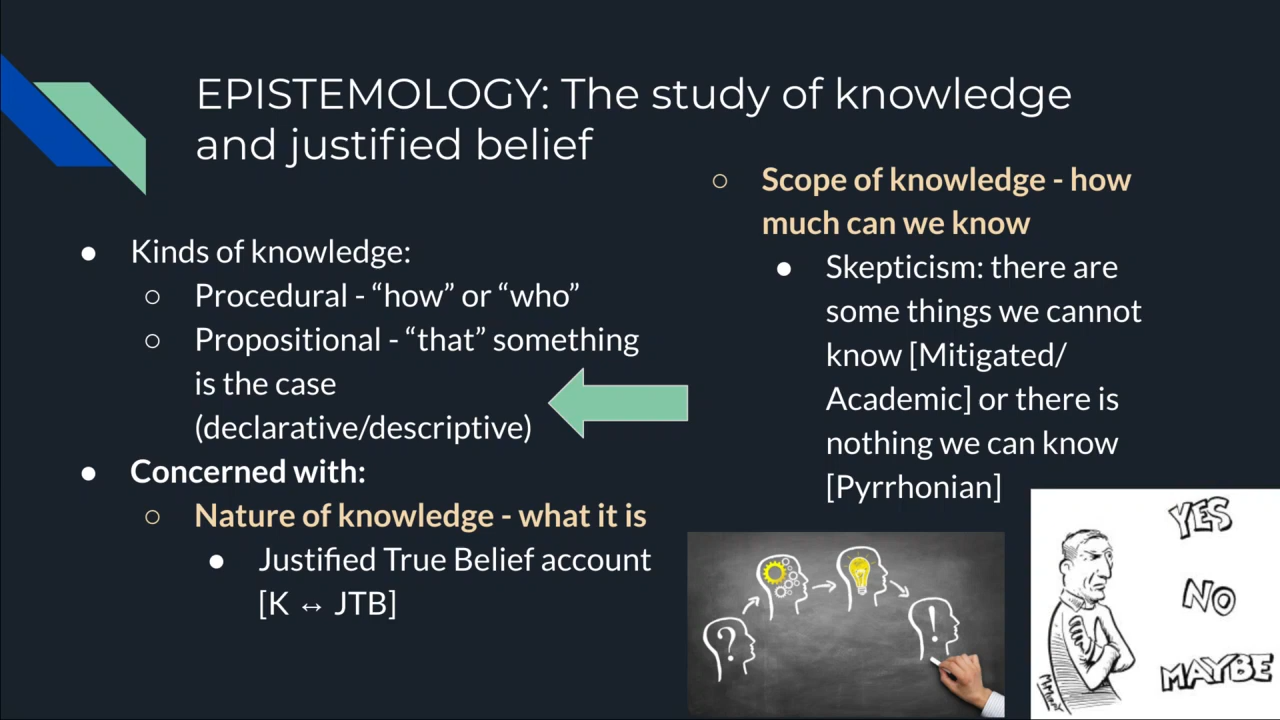 EPISTEMOLOGY: The study of knowledge
and justified belief
● Kinds of knowledge:
○ Procedural - “how” or “who”
○ Propositional - “that” something
is the case
(declarative/descriptive)
● Concerned with:
○ Nature of knowledge - what it is
● Justified True Belief account
[K ↔ JTB]
○ Scope of knowledge - how
much can we know
● Skepticism: there are
some things we cannot
know [Mitigated/
Academic] or there is
nothing we can know
[Pyrrhonian]
?
!
YES
NO
MAYBE